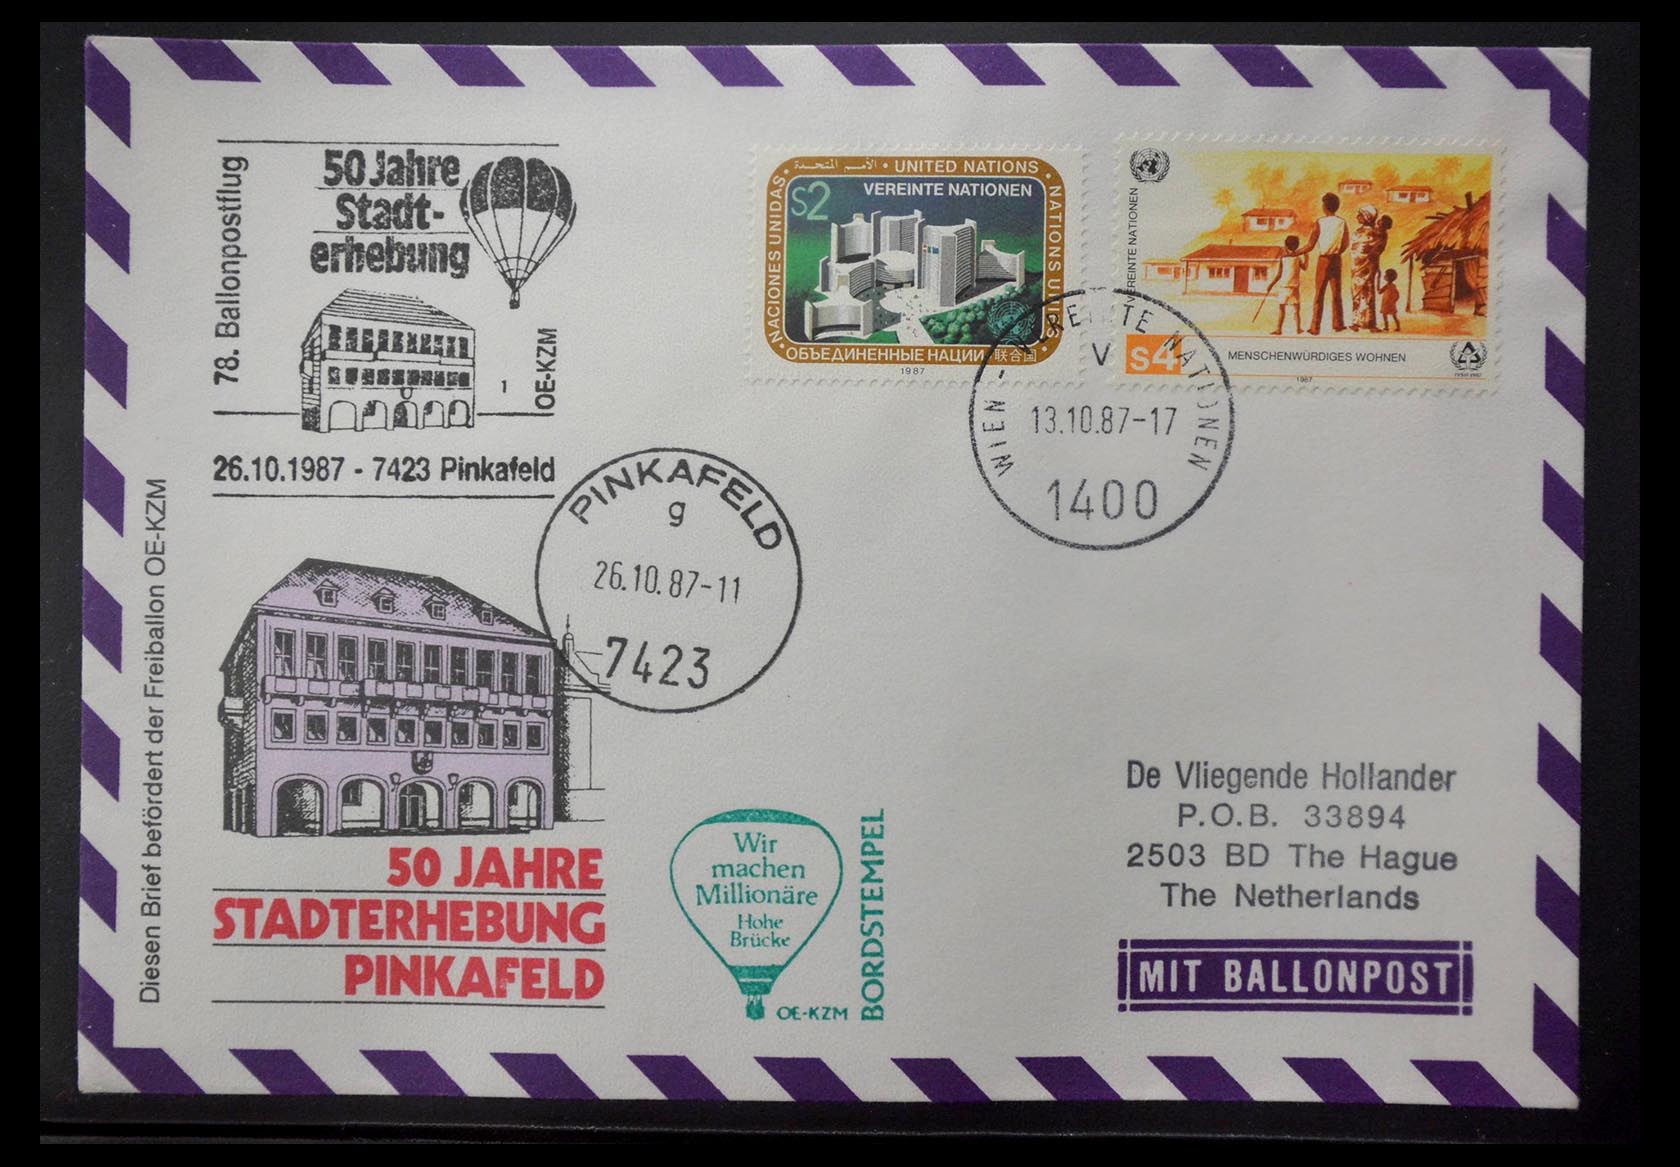 78. Ballonpostflug
50 Jahre
Stadt-
erhebung
1
OE-KZM
26.10.1987 - 7423 Pinkafeld
الأمم المتحدة • UNITED NATIONS
NACIONES UNIDAS
NATIONS UNIES
S2
VEREINTE NATIONEN
ОБЪЕДИНЕННЫЕ НАЦИИ • 联合国
1987
VEREINTE NATIONEN
S4
MENSCHENWÜRDIGES WOHNEN
1987
WIEN - VEREINTE NATIONEN
V
13.10.87-17
1400
PINKAFELD
g
26.10.87-11
7423
Diesen Brief befördert der Freiballon OE-KZM
50 JAHRE
STADTERHEBUNG
PINKAFELD
Wir
machen
Millionäre
Hohe
Brücke
OE-KZM
BORDSTEMPEL
De Vliegende Hollander
P.O.B. 33894
2503 BD The Hague
The Netherlands
MIT BALLONPOST